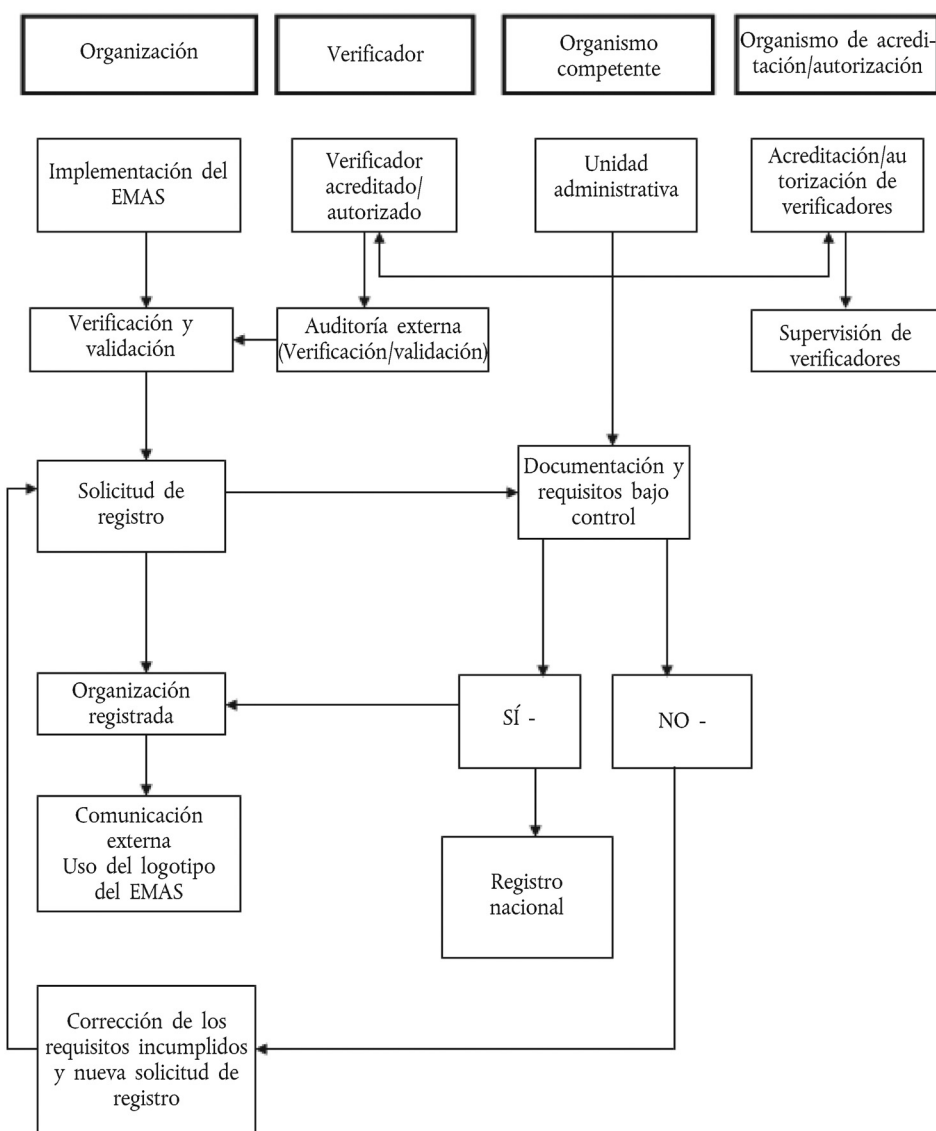 Organización
Verificador
Organismo
competente
Organismo de acredi-
tación/autorización
Implementación del
EMAS
Verificador
acreditado/
autorizado
Unidad
administrativa
Acreditación/au
torización de
verificadores
Verificación y
validación
Auditoría externa
(Verificación/validación)
Supervisión de
verificadores
Solicitud de
registro
Documentación y
requisitos bajo
control
Organización
registrada
SÍ -
NO -
Comunicación
externa
Uso del logotipo
del EMAS
Registro
nacional
Corrección de los
requisitos incumplidos
y nueva solicitud de
registro